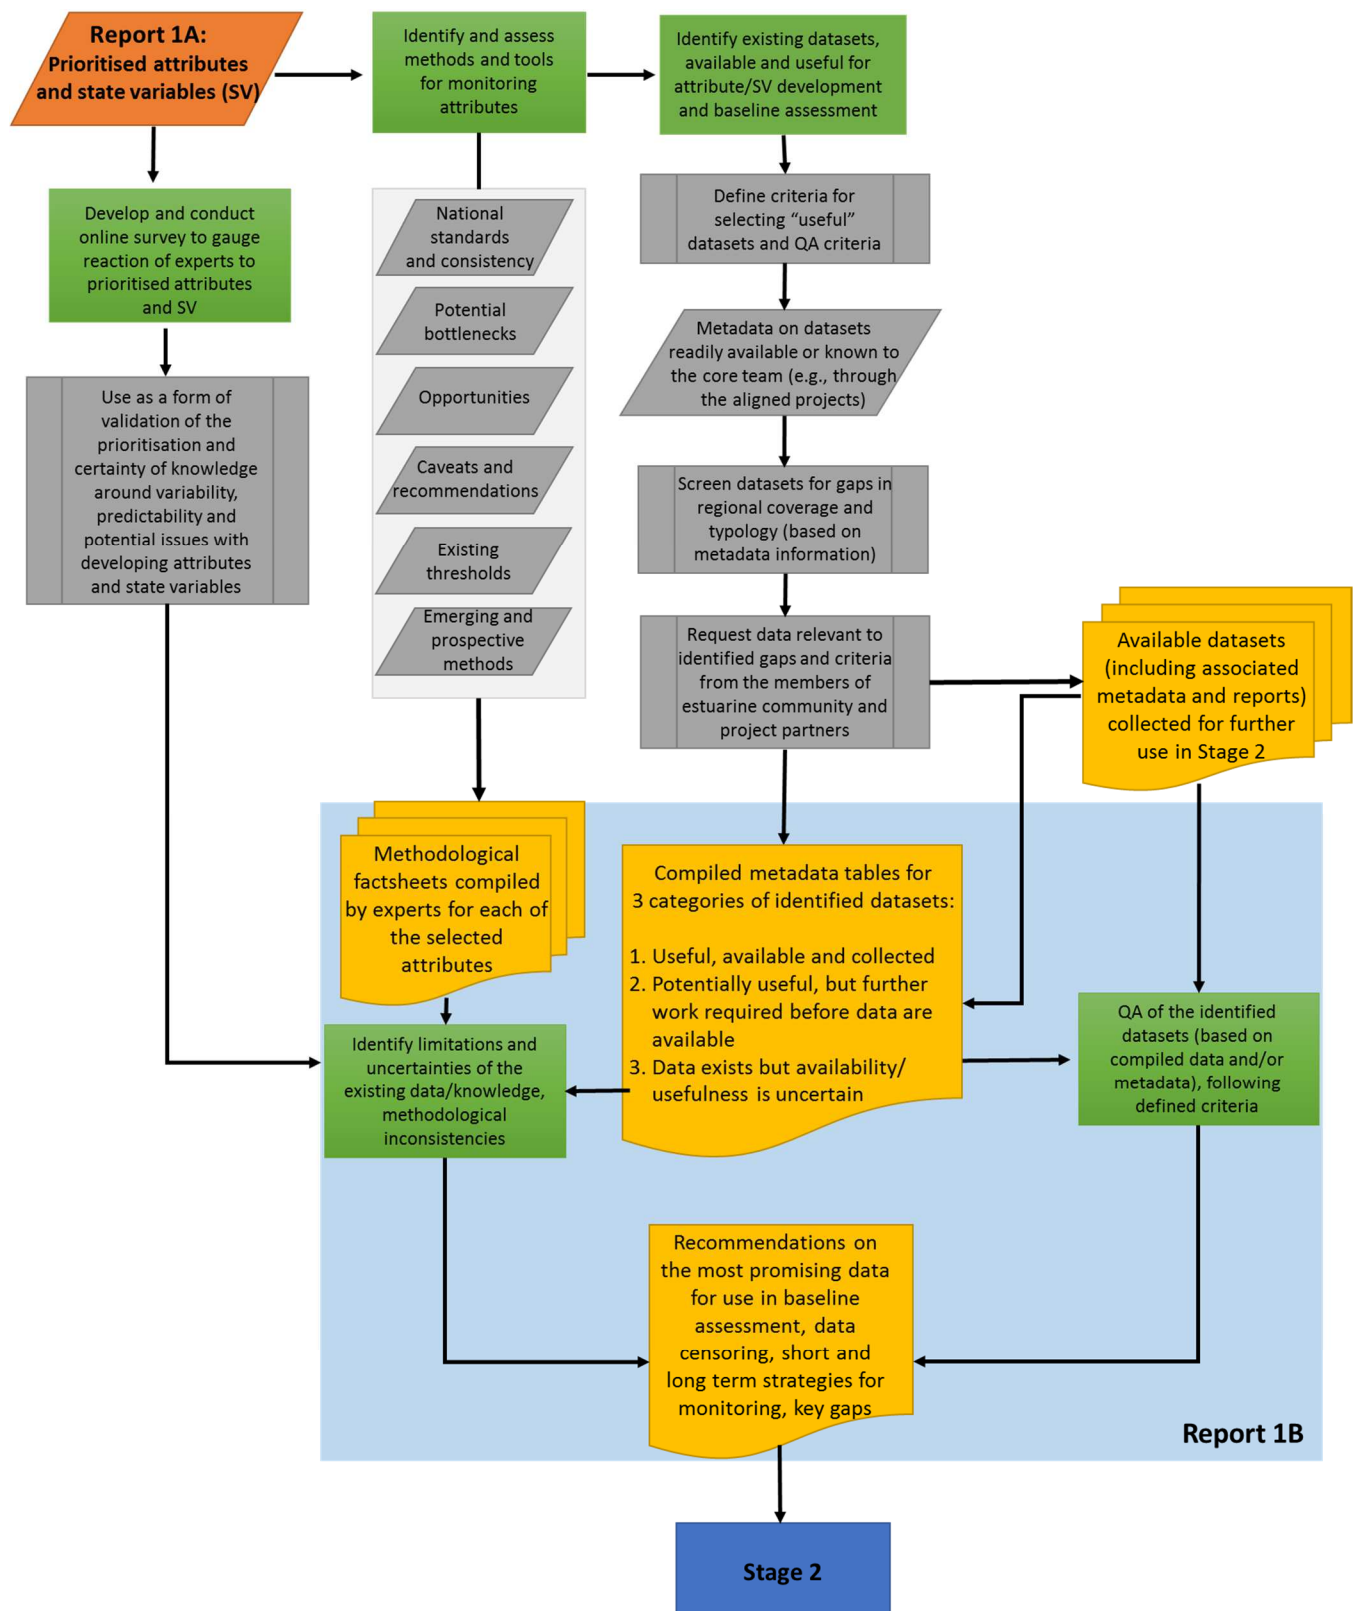 Report 1A:
Prioritised attributes
and state variables (SV)
Identify and assess
methods and tools
for monitoring
attributes
Identify existing datasets,
available and useful for
attribute/SV development
and baseline assessment
Develop and conduct
online survey to gauge
reaction of experts to
prioritised attributes
and SV
Use as a form of
validation of the
prioritisation and
certainty of knowledge
around variability,
predictability and
potential issues with
developing attributes
and state variables
National
standards
and consistency
Potential
bottlenecks
Opportunities
Caveats and
recommendations
Existing
thresholds
Emerging and
prospective
methods
Define criteria for
selecting “useful”
datasets and QA criteria
Metadata on datasets
readily available or known to
the core team (e.g., through
the aligned projects)
Screen datasets for gaps in
regional coverage and
typology (based on
metadata information)
Request data relevant to
identified gaps and criteria
from the members of
estuarine community and
project partners
Available datasets
(including associated
metadata and reports)
collected for further
use in Stage 2
Methodological
factsheets compiled
by experts for each of
the selected
attributes
Compiled metadata tables for
3 categories of identified datasets:
1. Useful, available and collected
2. Potentially useful, but further
work required before data are
available
3. Data exists but availability/
usefulness is uncertain
Identify limitations and
uncertainties of the
existing data/knowledge,
methodological
inconsistencies
QA of the identified
datasets (based on
compiled data and/or
metadata), following
defined criteria
Recommendations on
the most promising data
for use in baseline
assessment, data
censoring, short and
long term strategies for
monitoring, key gaps
Report 1B
Stage 2